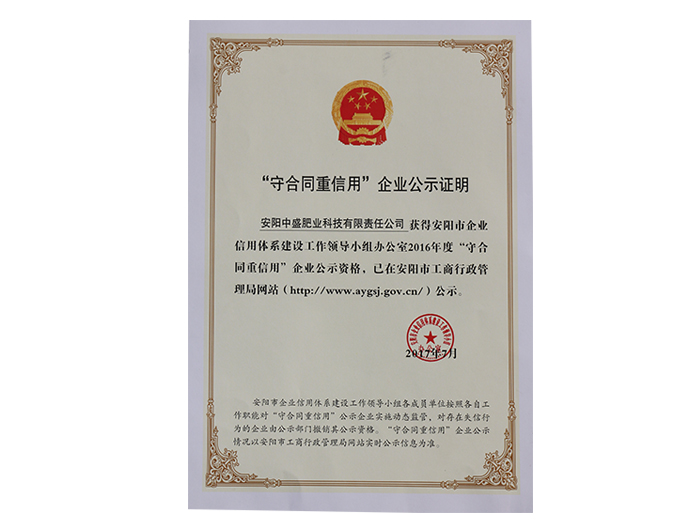 “守合同重信用”企业公示证明
安阳中盛肥业科技有限责任公司 获得安阳市企业
信用体系建设工作领导小组办公室2016年度“守合
同重信用”企业公示资格，已在安阳市工商行政管
理局网站（http://www.aygsj.gov.cn/）公示。
2017年7月
安阳市企业信用体系建设工作领导小组各成员单位按照各自工
作职能对“守合同重信用”公示企业实施动态监管，对存在失信行
为的企业由公示部门撤销其公示资格。“守合同重信用”企业公示
情况以安阳市工商行政管理局网站实时公示信息为准。